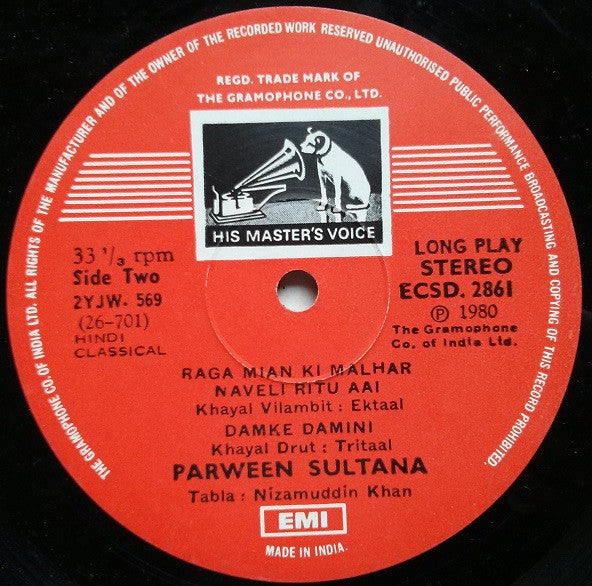 THE GRAMOPHONE CO OF INDIA LTD. ALL RIGHTS OF THE MANUFACTURER AND OF THE OWNER OF THE RECORDED WORK RESERVED UNAUTHORISED PUBLIC PERFORMANCE BROADCASTING AND COPYING OF THIS RECORD PROHIBITED.
REGD. TRADE MARK OF
THE GRAMOPHONE CO., LTD.
HIS MASTER'S VOICE
33 1/3 rpm
Side Two
2YJW. 569
(26-701)
HINDI
CLASSICAL
LONG PLAY
STEREO
ECSD. 2861
Ⓟ 1980
The Gramophone
Co. of India Ltd.
RAGA MIAN KI MALHAR
NAVELI RITU AAI
Khayal Vilambit : Ektaal
DAMKE DAMINI
Khayal Drut : Tritaal
PARWEEN SULTANA
Tabla : Nizamuddin Khan
EMI
MADE IN INDIA.